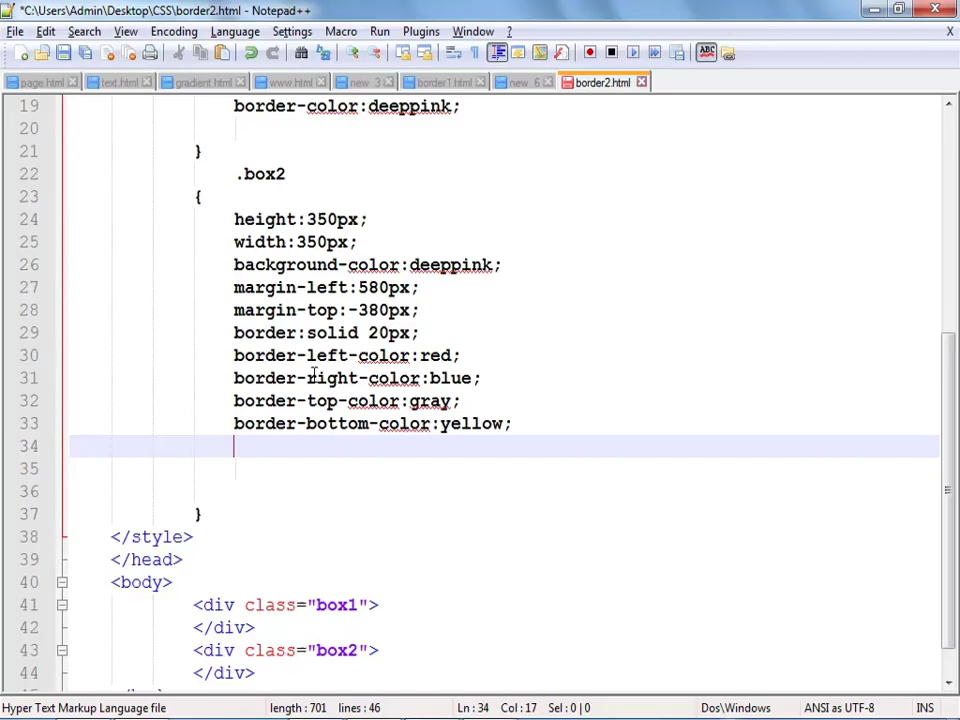 *C:\Users\Admin\Desktop\CSS\border2.html - Notepad++
File Edit Search View Encoding Language Settings Macro Run Plugins Window ? X
page.html text.html gradient.html www.html new 3 border1.html new 6 border2.html
19 border-color:deeppink;
20
21 }
22 .box2
23 {
24 height:350px;
25 width:350px;
26 background-color:deeppink;
27 margin-left:580px;
28 margin-top:-380px;
29 border:solid 20px;
30 border-left-color:red;
31 border-right-color:blue;
32 border-top-color:gray;
33 border-bottom-color:yellow;
34
35
36
37 }
38 </style>
39 </head>
40 <body>
41 <div class="box1">
42 </div>
43 <div class="box2">
44 </div>
Hyper Text Markup Language file length : 701 lines : 46 Ln : 34 Col : 17 Sel : 0 | 0 Dos\Windows ANSI as UTF-8 INS